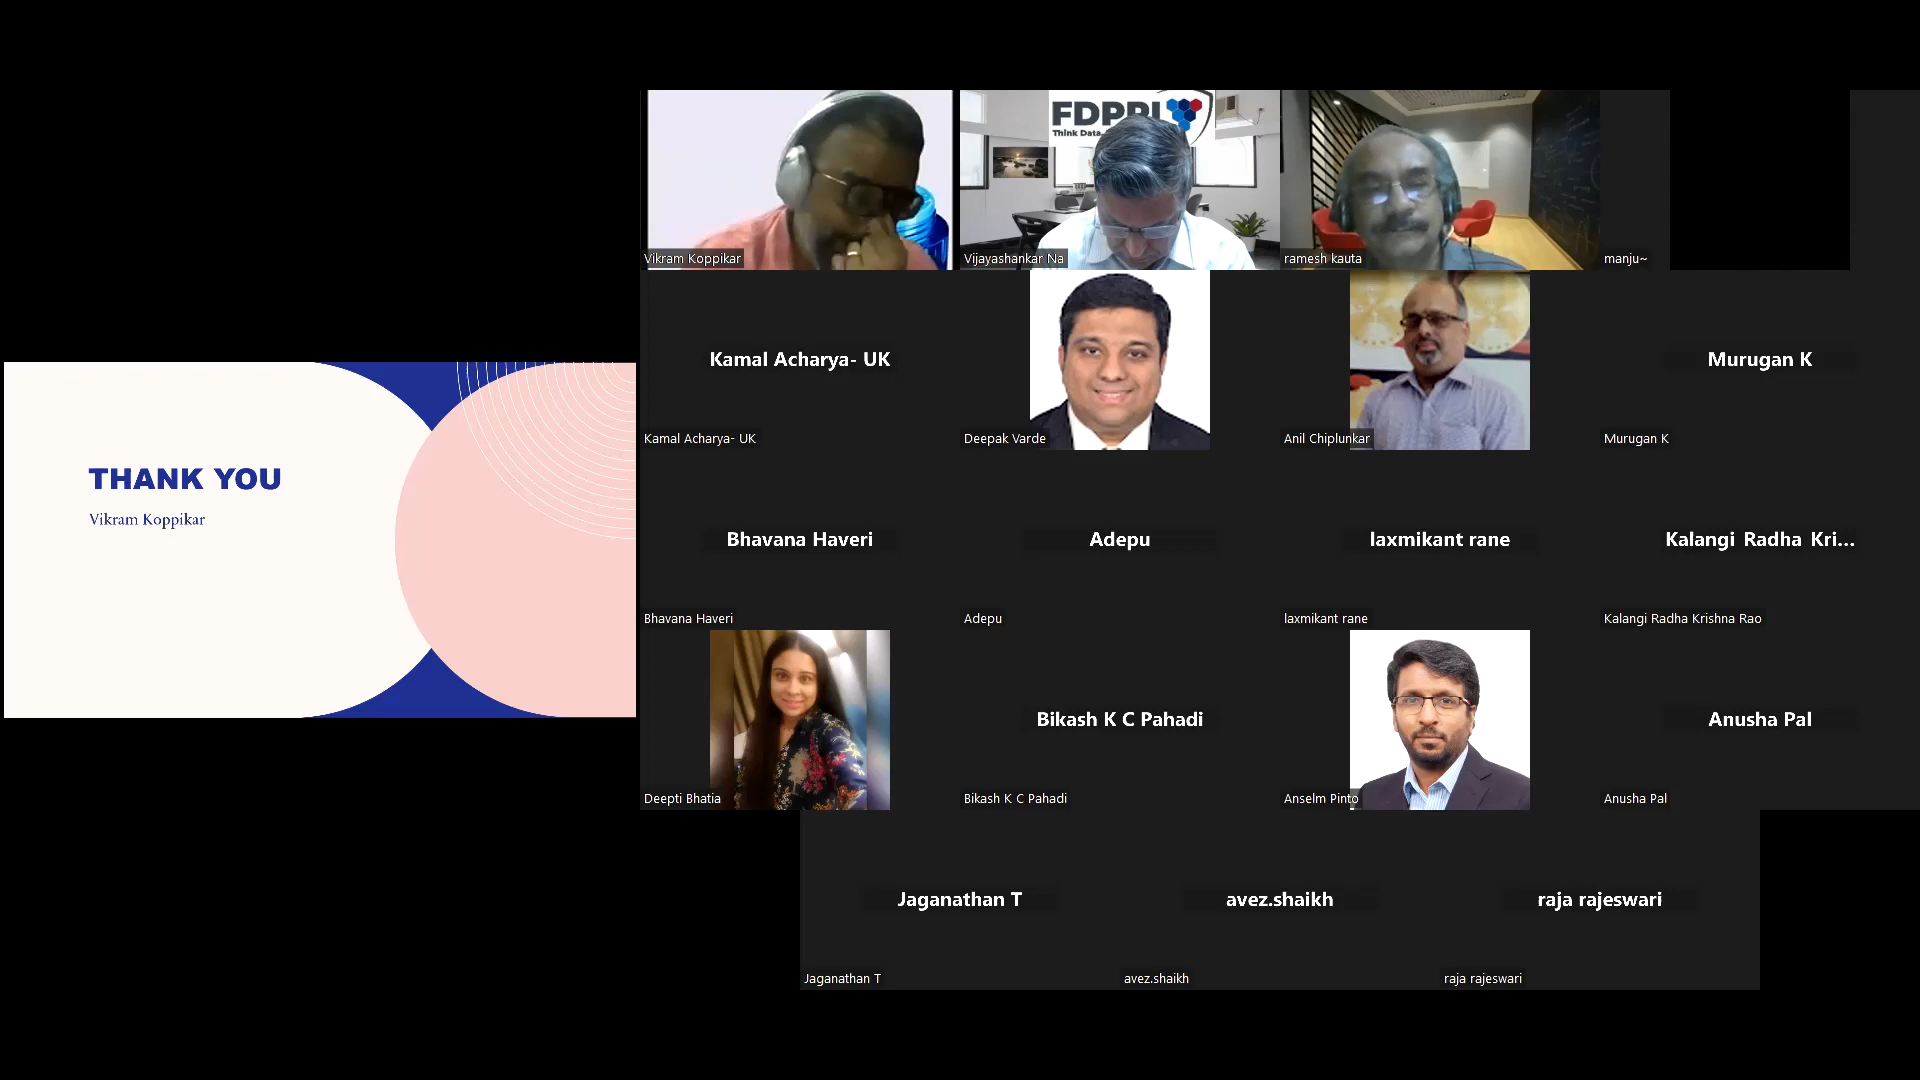 THANK YOU
Vikram Koppikar
FDPPI
Think Data
Vikram Koppikar
Vijayashankar Na
ramesh kauta
manju~
Kamal Acharya- UK
Murugan K
Kamal Acharya- UK
Deepak Varde
Anil Chiplunkar
Murugan K
Bhavana Haveri
Adepu
laxmikant rane
Kalangi Radha Kri...
Bhavana Haveri
Adepu
laxmikant rane
Kalangi Radha Krishna Rao
Bikash K C Pahadi
Anusha Pal
Deepti Bhatia
Bikash K C Pahadi
Anselm Pinto
Anusha Pal
Jaganathan T
avez.shaikh
raja rajeswari
Jaganathan T
avez.shaikh
raja rajeswari